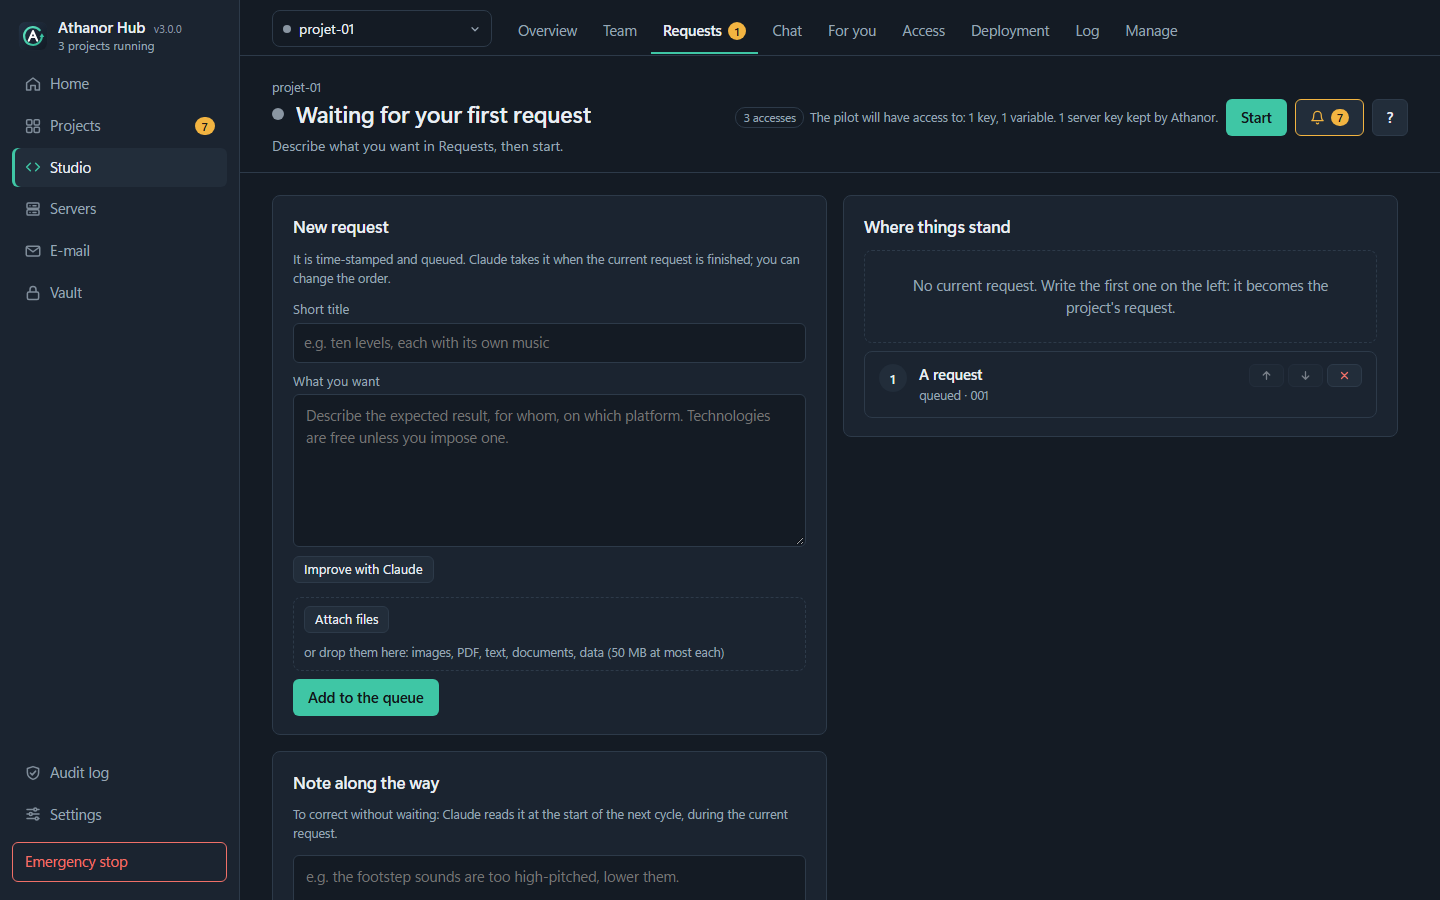 Athanor Hub v3.0.0
3 projects running
Home
Projects 7
Studio
Servers
E-mail
Vault
Audit log
Settings
Emergency stop
projet-01
Overview Team Requests 1 Chat For you Access Deployment Log Manage
projet-01
Waiting for your first request
Describe what you want in Requests, then start.
3 accesses The pilot will have access to: 1 key, 1 variable. 1 server key kept by Athanor.
Start
7
?
New request
It is time-stamped and queued. Claude takes it when the current request is finished; you can
change the order.
Short title
e.g. ten levels, each with its own music
What you want
Describe the expected result, for whom, on which platform. Technologies
are free unless you impose one.
Improve with Claude
Attach files
or drop them here: images, PDF, text, documents, data (50 MB at most each)
Add to the queue
Note along the way
To correct without waiting: Claude reads it at the start of the next cycle, during the current
request.
e.g. the footstep sounds are too high-pitched, lower them.
Where things stand
No current request. Write the first one on the left: it becomes the
project's request.
1 A request
queued · 001